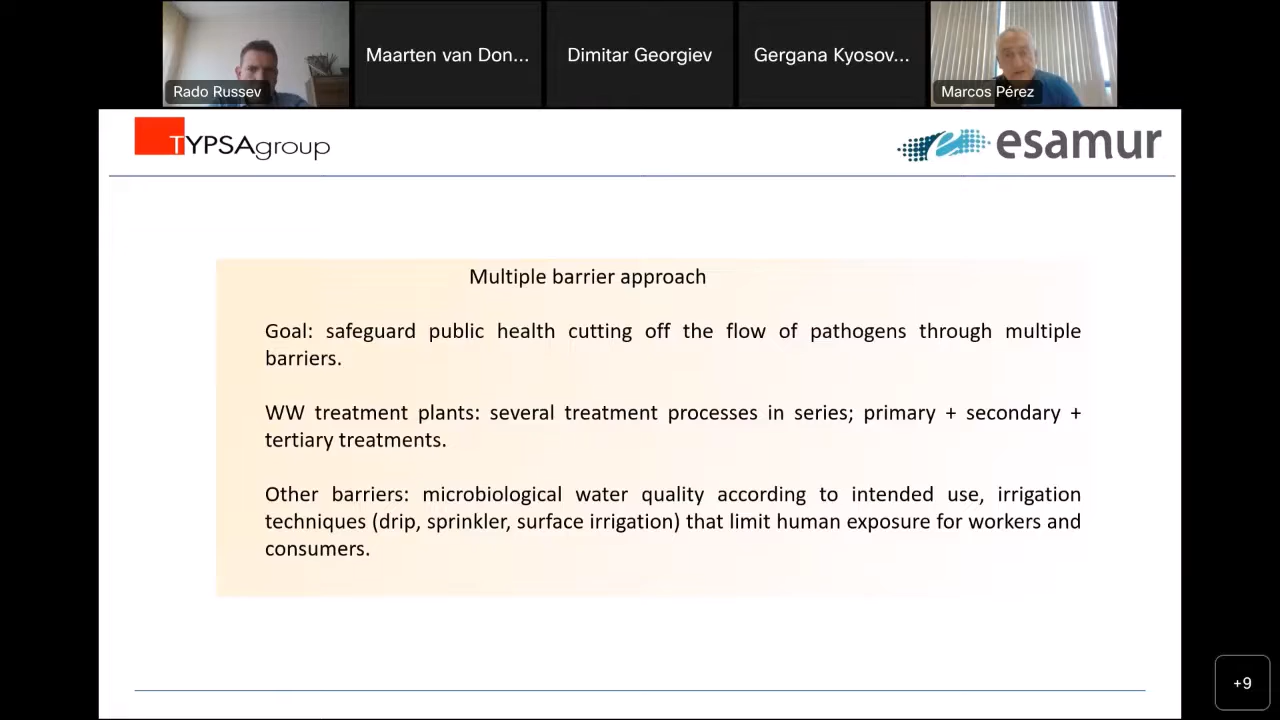 Rado Russev
Maarten van Don...
Dimitar Georgiev
Gergana Kyosov...
Marcos Pérez
TYPSAgroup
esamur
Multiple barrier approach
Goal: safeguard public health cutting off the flow of pathogens through multiple
barriers.
WW treatment plants: several treatment processes in series; primary + secondary +
tertiary treatments.
Other barriers: microbiological water quality according to intended use, irrigation
techniques (drip, sprinkler, surface irrigation) that limit human exposure for workers and
consumers.
+9